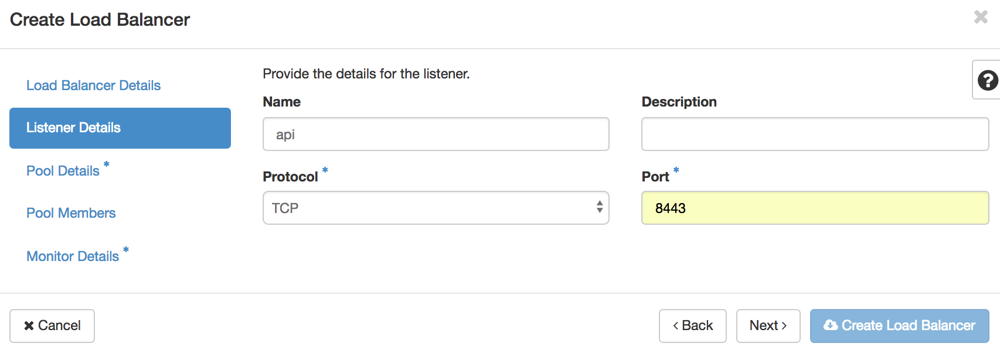 Create Load Balancer
Load Balancer Details
Listener Details
Pool Details *
Pool Members
Monitor Details *
Provide the details for the listener.
Name
api
Description
Protocol *
TCP
Port *
8443
Cancel
Back
Next
Create Load Balancer